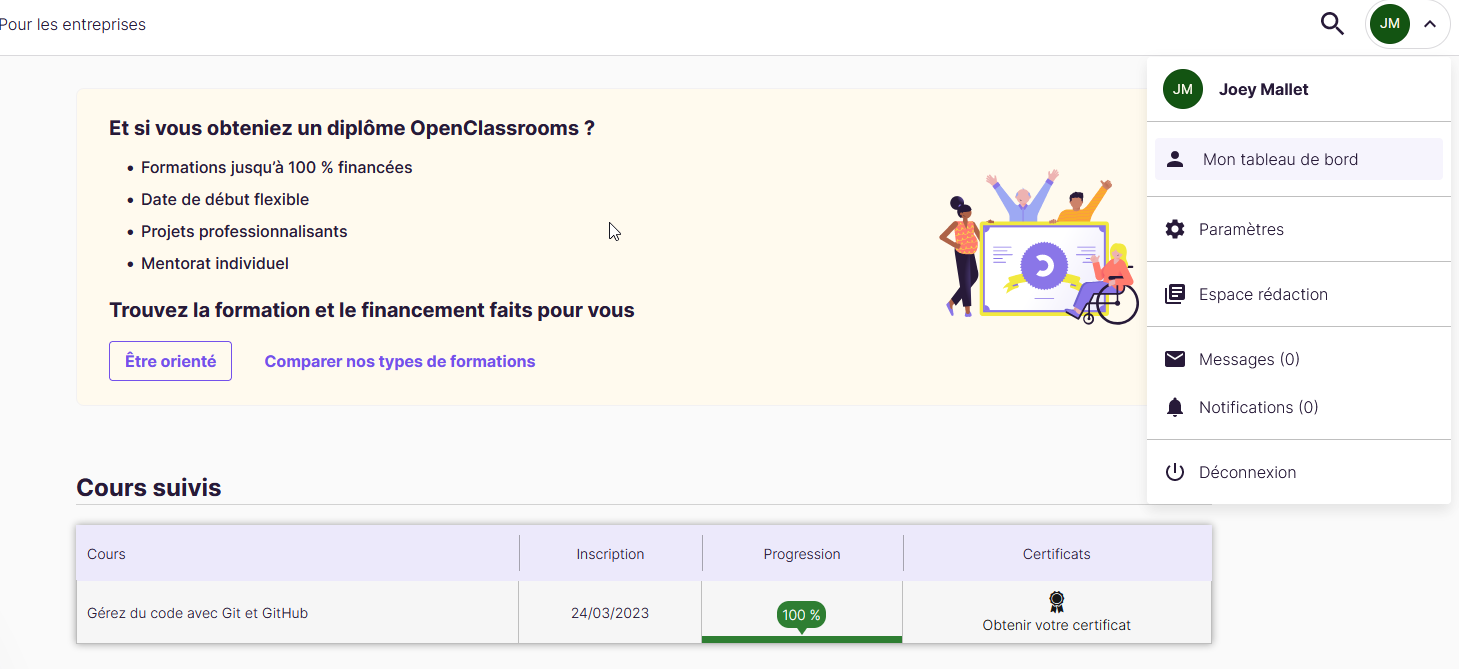 Pour les entreprises
JM
JM
Joey Mallet
Mon tableau de bord
Paramètres
Espace rédaction
Messages (0)
Notifications (0)
Déconnexion
Et si vous obteniez un diplôme OpenClassrooms ?
• Formations jusqu’à 100 % financées
• Date de début flexible
• Projets professionnalisants
• Mentorat individuel
Trouvez la formation et le financement faits pour vous
Être orienté
Comparer nos types de formations
Cours suivis
Cours Inscription Progression Certificats
Gérez du code avec Git et GitHub 24/03/2023 100 % Obtenir votre certificat